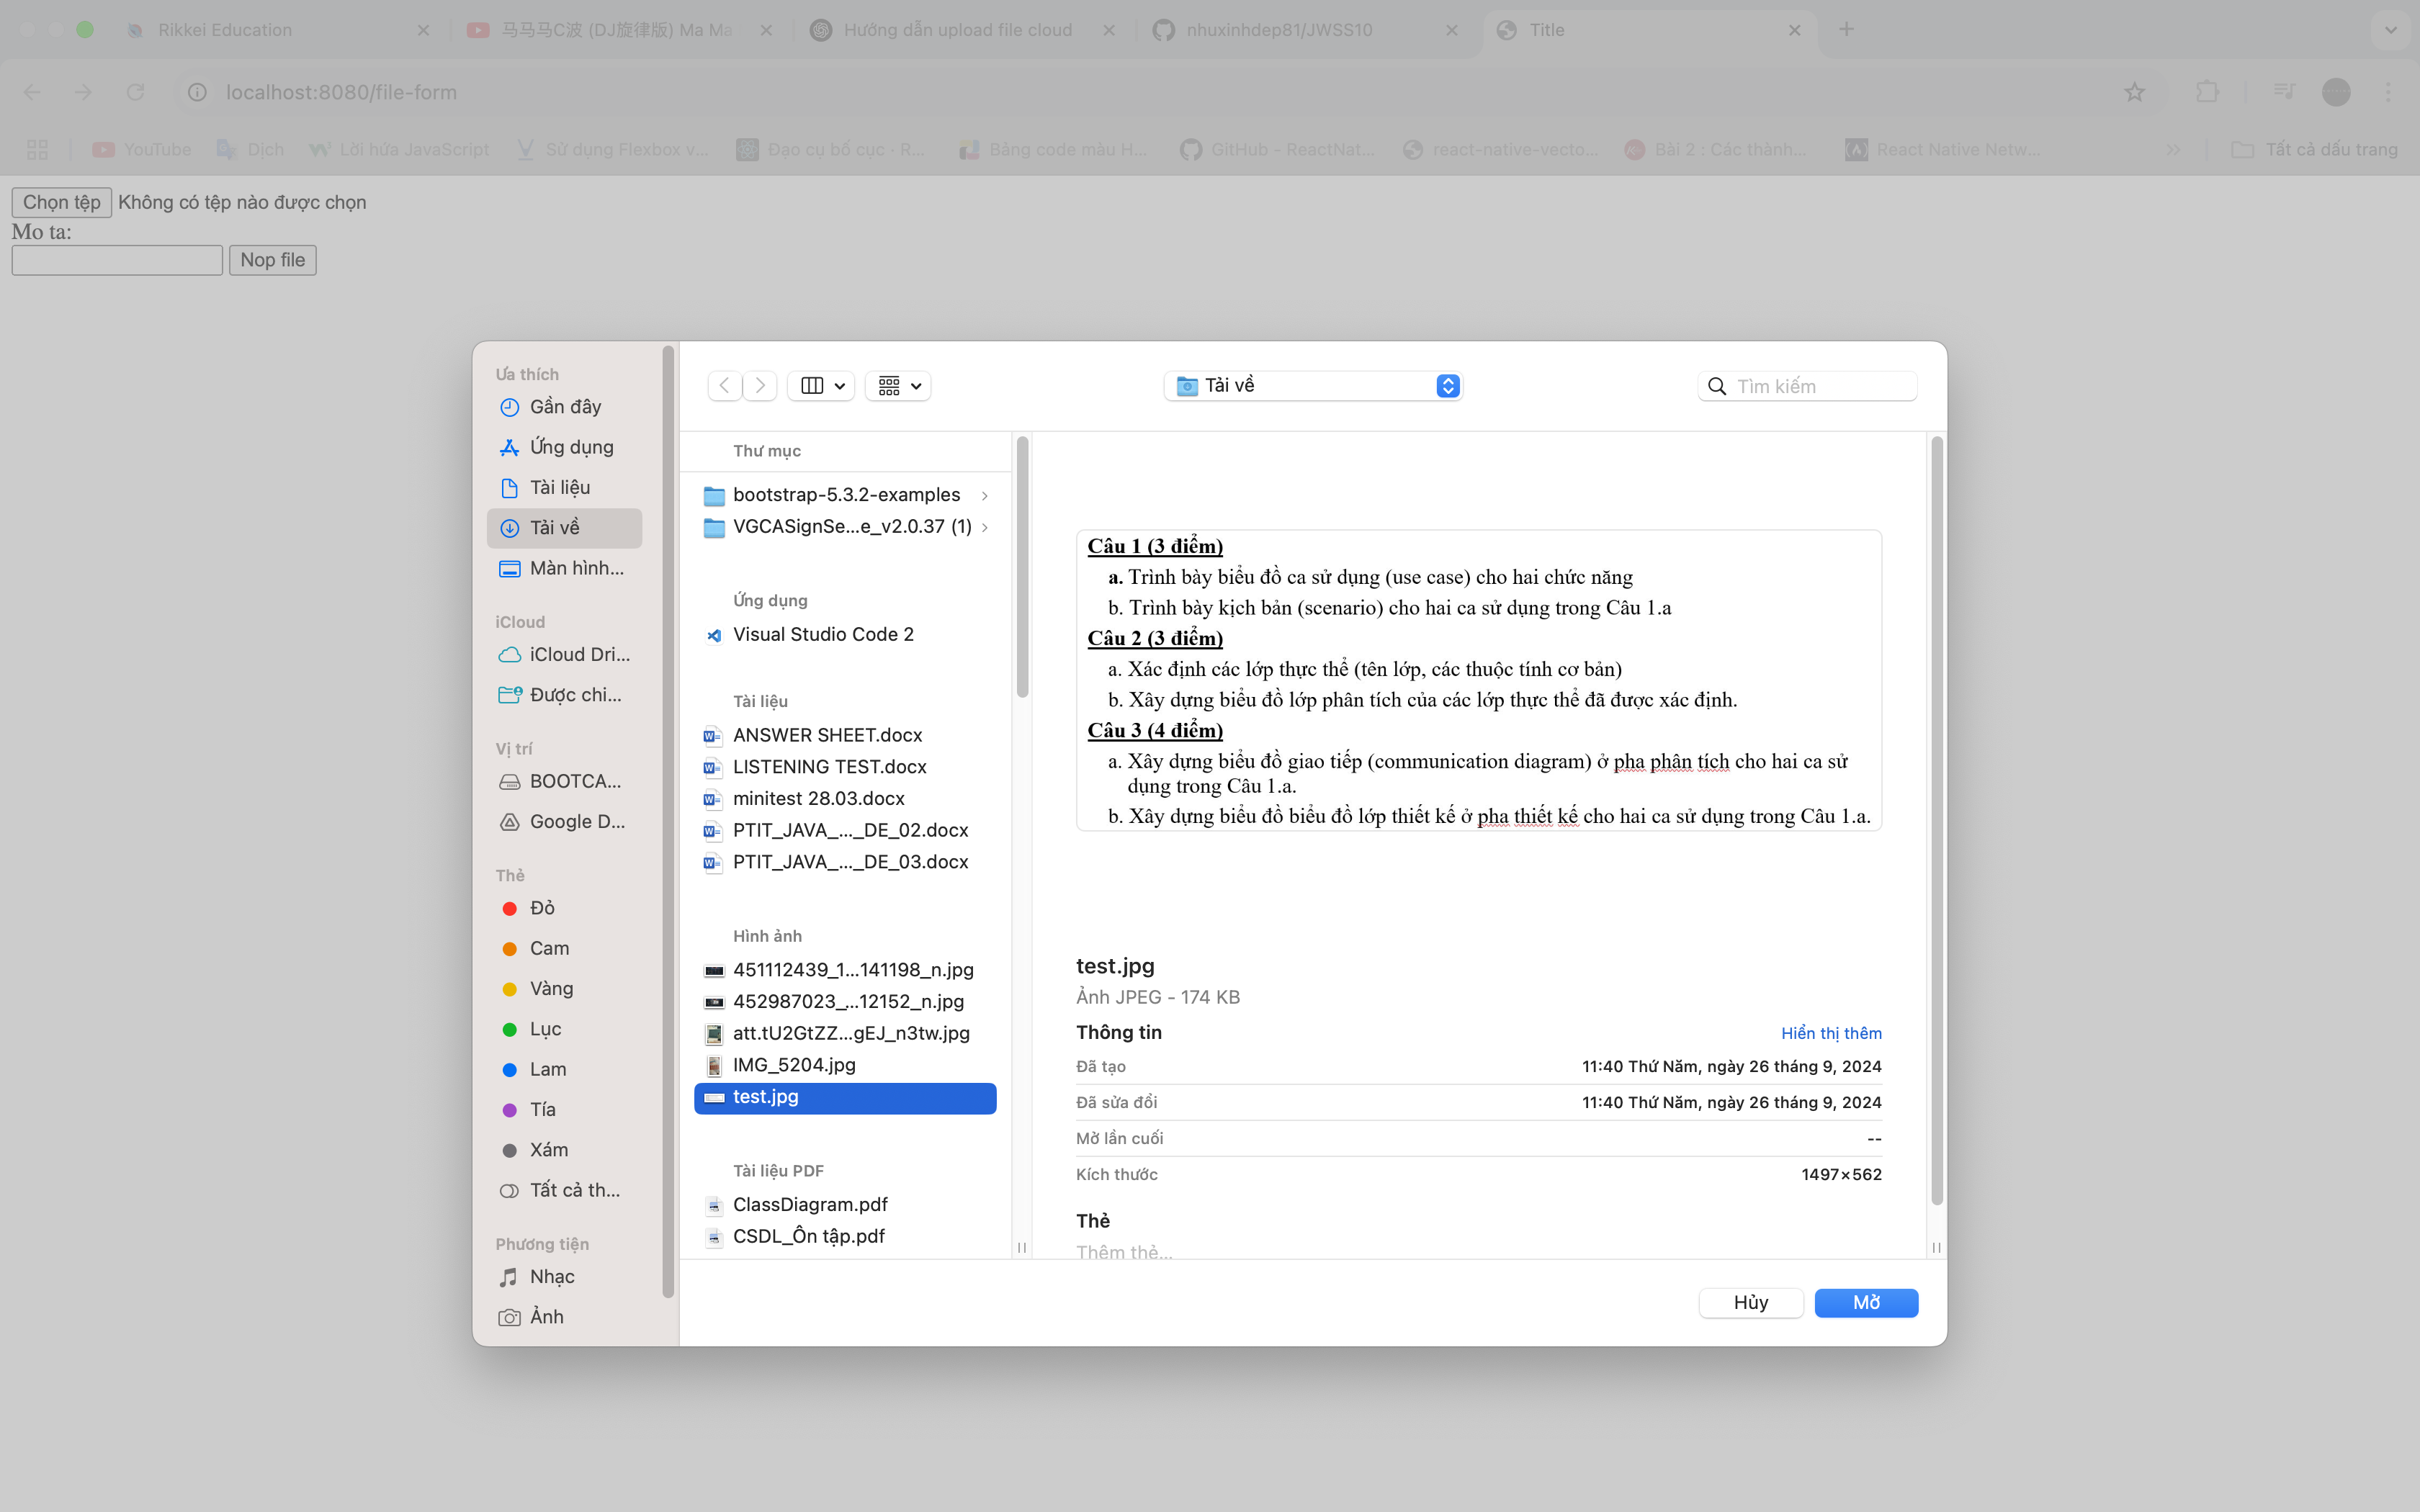 Rikkei Education
马马马C波 (DJ旋律版) Ma Ma
Hướng dẫn upload file cloud
nhuxinhdep81/JWSS10
Title
localhost:8080/file-form
YouTube
Dịch
Lời hứa JavaScript
Sử dụng Flexbox v...
Đạo cụ bố cục · R...
Bảng code màu H...
GitHub - ReactNat...
react-native-vecto...
Bài 2 : Các thành...
React Native Netw...
Tất cả dấu trang
Chọn tệp Không có tệp nào được chọn
Mo ta:
Nop file
Ưa thích
Gần đây
Ứng dụng
Tài liệu
Tải về
Màn hình...
iCloud
iCloud Dri...
Được chi...
Vị trí
BOOTCA...
Google D...
Thẻ
Đỏ
Cam
Vàng
Lục
Lam
Tía
Xám
Tất cả th...
Phương tiện
Nhạc
Ảnh
Tải về
Tìm kiếm
Thư mục
bootstrap-5.3.2-examples
VGCASignSe...e_v2.0.37 (1)
Ứng dụng
Visual Studio Code 2
Tài liệu
ANSWER SHEET.docx
LISTENING TEST.docx
minitest 28.03.docx
PTIT_JAVA_..._DE_02.docx
PTIT_JAVA_..._DE_03.docx
Hình ảnh
451112439_1...141198_n.jpg
452987023_...12152_n.jpg
att.tU2GtZZ...gEJ_n3tw.jpg
IMG_5204.jpg
test.jpg
Tài liệu PDF
ClassDiagram.pdf
CSDL_Ôn tập.pdf
Câu 1 (3 điểm)
a. Trình bày biểu đồ ca sử dụng (use case) cho hai chức năng
b. Trình bày kịch bản (scenario) cho hai ca sử dụng trong Câu 1.a
Câu 2 (3 điểm)
a. Xác định các lớp thực thể (tên lớp, các thuộc tính cơ bản)
b. Xây dựng biểu đồ lớp phân tích của các lớp thực thể đã được xác định.
Câu 3 (4 điểm)
a. Xây dựng biểu đồ giao tiếp (communication diagram) ở pha phân tích cho hai ca sử
dụng trong Câu 1.a.
b. Xây dựng biểu đồ biểu đồ lớp thiết kế ở pha thiết kế cho hai ca sử dụng trong Câu 1.a.
test.jpg
Ảnh JPEG - 174 KB
Thông tin
Hiển thị thêm
Đã tạo 11:40 Thứ Năm, ngày 26 tháng 9, 2024
Đã sửa đổi 11:40 Thứ Năm, ngày 26 tháng 9, 2024
Mở lần cuối --
Kích thước 1497×562
Thẻ
Thêm thẻ...
Hủy
Mở